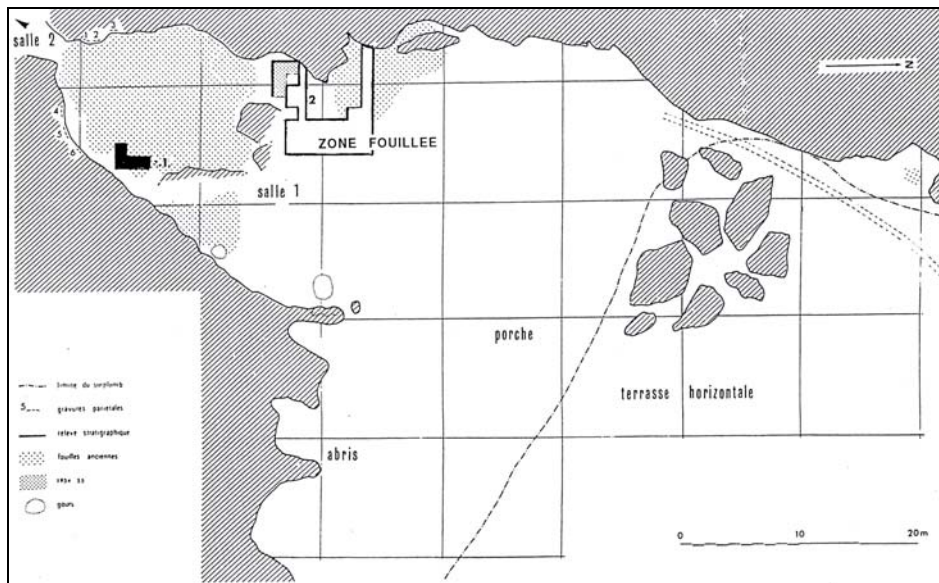 salle 2
1 2 3
4
5
6
1
2
ZONE FOUILLÉE
salle 1
N
porche
terrasse horizontale
abris
limite du surplomb
S gravures pariétales
relevé stratigraphique
fouilles anciennes
gours
0 10 20m